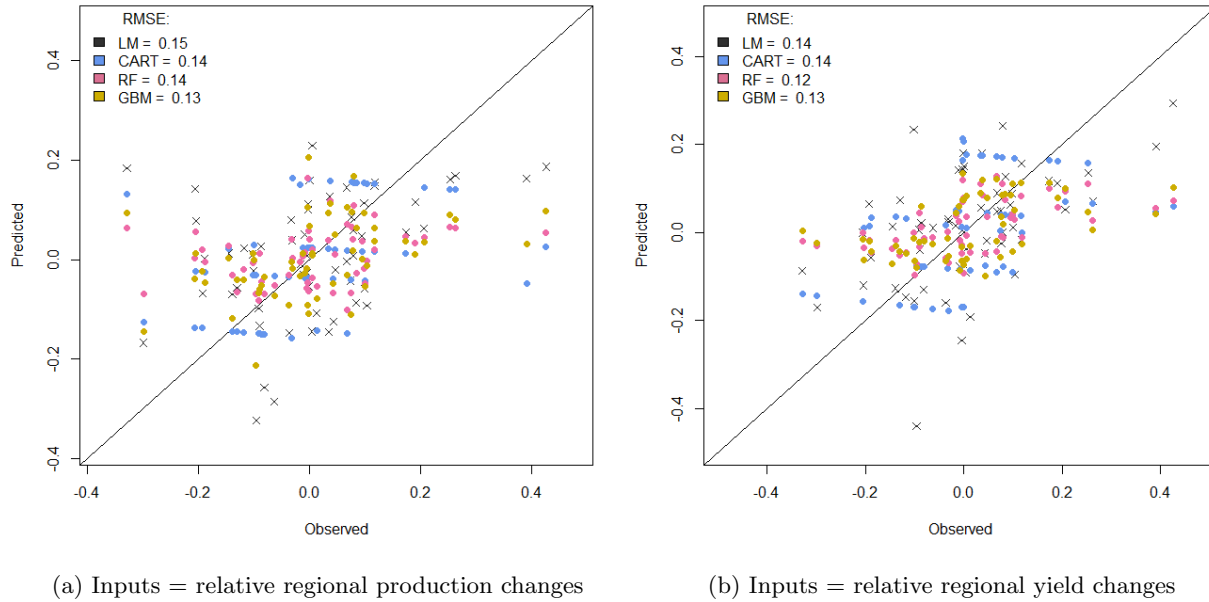 RMSE:
LM = 0.15
CART = 0.14
RF = 0.14
GBM = 0.13
0.4
0.2
0.0
-0.2
-0.4
Predicted
-0.4
-0.2
0.0
0.2
0.4
Observed
(a) Inputs = relative regional production changes
RMSE:
LM = 0.14
CART = 0.14
RF = 0.12
GBM = 0.13
0.4
0.2
0.0
-0.2
-0.4
Predicted
-0.4
-0.2
0.0
0.2
0.4
Observed
(b) Inputs = relative regional yield changes